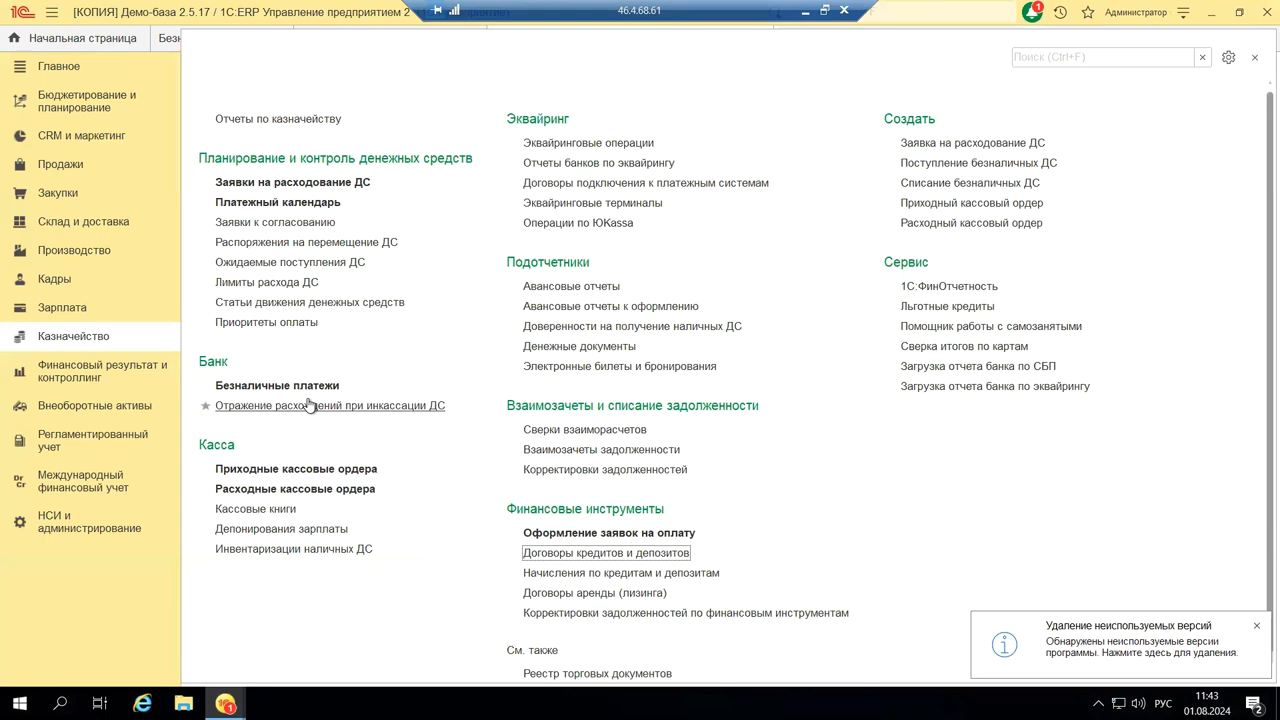 [КОПИЯ] Демо-база 2.5.17 / 1С:ERP Управление предприятием 2
46.4.68.61
1
Администратор
Начальная страница
Главное
Бюджетирование и
планирование
CRM и маркетинг
Продажи
Закупки
Склад и доставка
Производство
Кадры
Зарплата
Казначейство
Финансовый результат и
контроллинг
Внеоборотные активы
Регламентированный
учет
Международный
финансовый учет
НСИ и
администрирование
Поиск (Ctrl+F)
Отчеты по казначейству
Планирование и контроль денежных средств
Заявки на расходование ДС
Платежный календарь
Заявки к согласованию
Распоряжения на перемещение ДС
Ожидаемые поступления ДС
Лимиты расхода ДС
Статьи движения денежных средств
Приоритеты оплаты
Банк
Безналичные платежи
Отражение расхождений при инкассации ДС
Касса
Приходные кассовые ордера
Расходные кассовые ордера
Кассовые книги
Депонирования зарплаты
Инвентаризации наличных ДС
Эквайринг
Эквайринговые операции
Отчеты банков по эквайрингу
Договоры подключения к платежным системам
Эквайринговые терминалы
Операции по ЮKassa
Подотчетники
Авансовые отчеты
Авансовые отчеты к оформлению
Доверенности на получение наличных ДС
Денежные документы
Электронные билеты и бронирования
Взаимозачеты и списание задолженности
Сверки взаиморасчетов
Взаимозачеты задолженности
Корректировки задолженностей
Финансовые инструменты
Оформление заявок на оплату
Договоры кредитов и депозитов
Начисления по кредитам и депозитам
Договоры аренды (лизинга)
Корректировки задолженностей по финансовым инструментам
См. также
Реестр торговых документов
Создать
Заявка на расходование ДС
Поступление безналичных ДС
Списание безналичных ДС
Приходный кассовый ордер
Расходный кассовый ордер
Сервис
1С:ФинОтчетность
Льготные кредиты
Помощник работы с самозанятыми
Сверка итогов по картам
Загрузка отчета банка по СБП
Загрузка отчета банка по эквайрингу
Удаление неиспользуемых версий
Обнаружены неиспользуемые версии
программы. Нажмите здесь для удаления.
РУС
11:43
01.08.2024
2